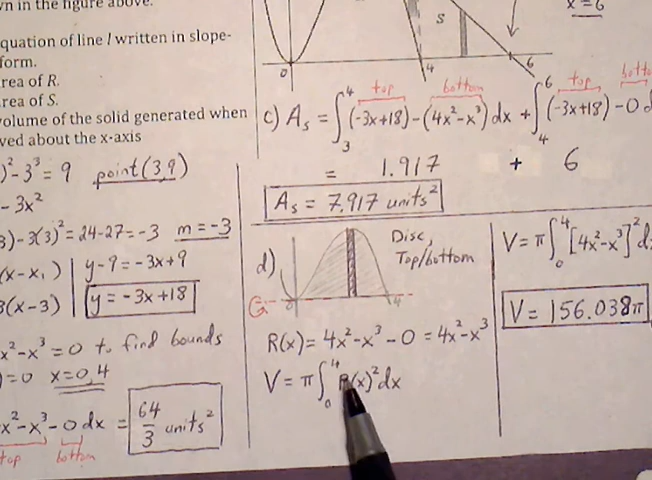 wn in the figure above.
quation of line l written in slope-
form.
rea of R.
rea of S.
volume of the solid generated when
ved about the x-axis
)² - 3³ = 9 point (3,9)
- 3x²
3) - 3(3)² = 24 - 27 = -3 m = -3
(x - x₁) y - 9 = -3x + 9
3(x - 3) y = -3x + 18
x² - x³ = 0 to find bounds
) = 0 x = 0, 4
x² - x³ - 0 dx = 64/3 units²
top bottom
S
x = 6
0 4 6
top bottom top
c) A_S = ∫₃⁴ (-3x+18) - (4x² - x³) dx + ∫₄⁶ (-3x+18) - 0
= 1.917 + 6
A_S = 7.917 units²
d) Disc,
Top/bottom
0 4
R(x) = 4x² - x³ - 0 = 4x² - x³
V = π ∫₀⁴ R(x)² dx
V = π ∫₀⁴ [4x² - x³]² d
V = 156.038π